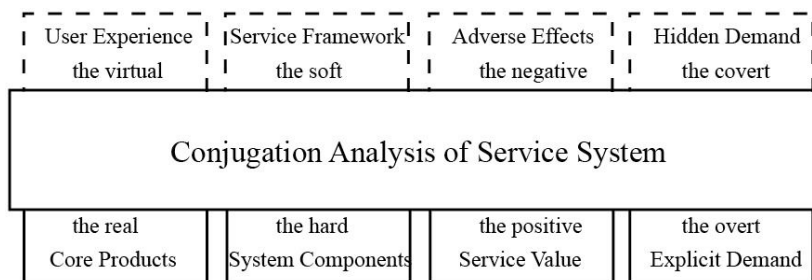 User Experience
the virtual
Service Framework
the soft
Adverse Effects
the negative
Hidden Demand
the covert
Conjugation Analysis of Service System
the real
Core Products
the hard
System Components
the positive
Service Value
the overt
Explicit Demand